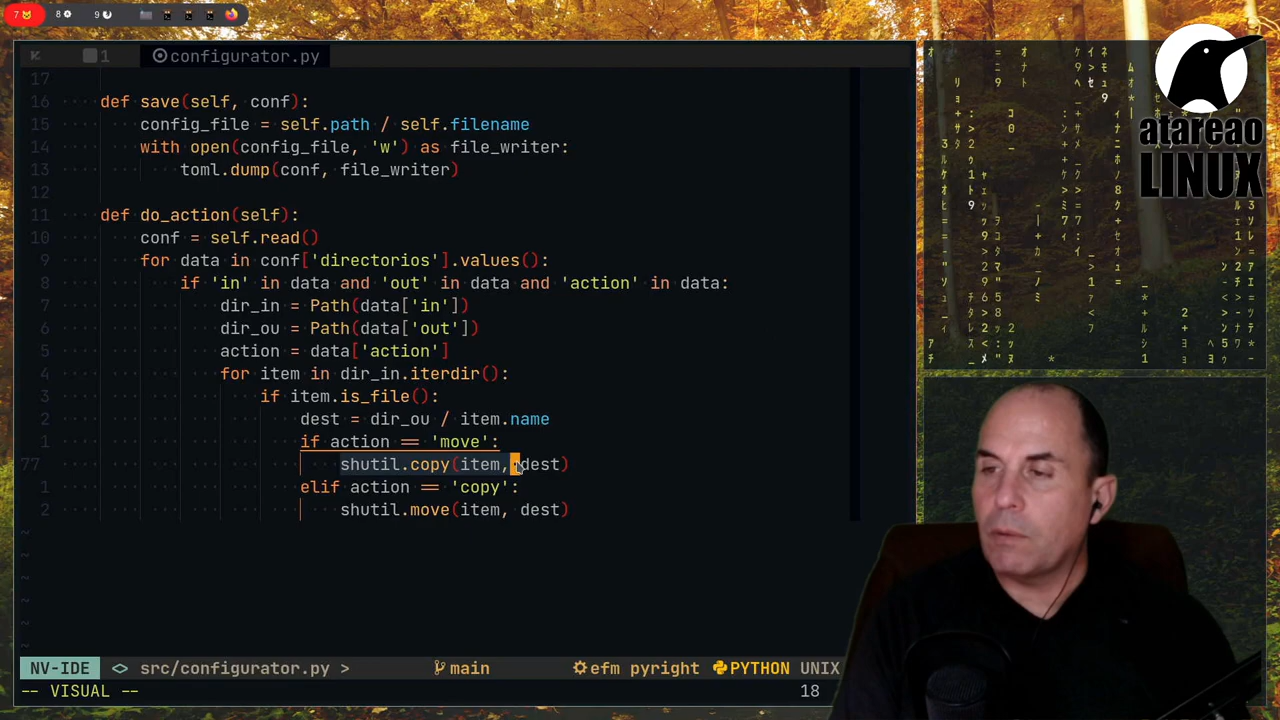 7 8 9
1 configurator.py
17
16 def save(self, conf):
15 config_file = self.path / self.filename
14 with open(config_file, 'w') as file_writer:
13 toml.dump(conf, file_writer)
12
11 def do_action(self):
10 conf = self.read()
9 for data in conf['directorios'].values():
8 if 'in' in data and 'out' in data and 'action' in data:
7 dir_in = Path(data['in'])
6 dir_ou = Path(data['out'])
5 action = data['action']
4 for item in dir_in.iterdir():
3 if item.is_file():
2 dest = dir_ou / item.name
1 if action == 'move':
77 shutil.copy(item, dest)
1 elif action == 'copy':
2 shutil.move(item, dest)
~
~
~
~
~
~
NV-IDE <> src/configurator.py > main efm pyright PYTHON UNIX
-- VISUAL -- 18
atareao
LINUX